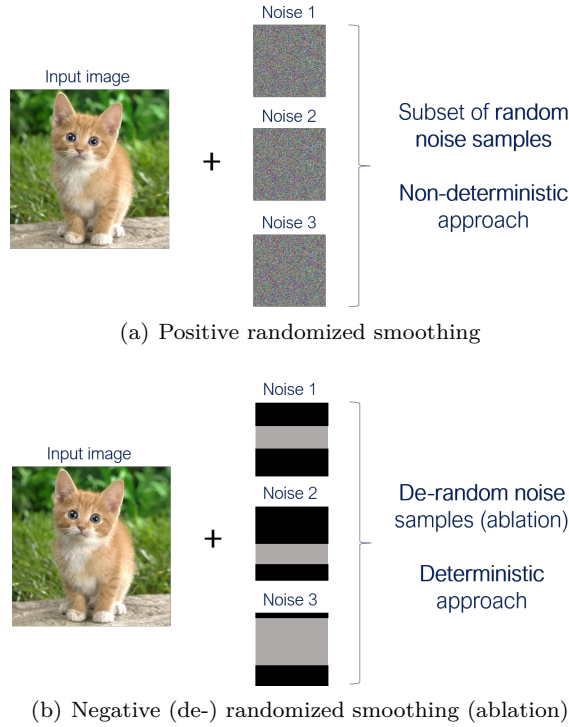 Noise 1
Input image
Noise 2
+
Subset of random
noise samples
Non-deterministic
approach
Noise 3
(a) Positive randomized smoothing
Noise 1
Input image
Noise 2
+
De-random noise
samples (ablation)
Deterministic
approach
Noise 3
(b) Negative (de-) randomized smoothing (ablation)